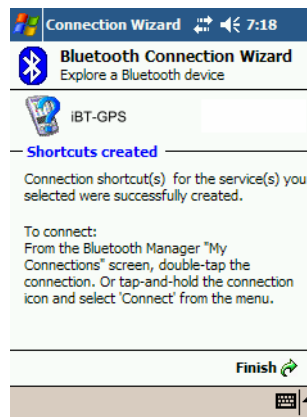 Connection Wizard 7:18
Bluetooth Connection Wizard
Explore a Bluetooth device
iBT-GPS
Shortcuts created
Connection shortcut(s) for the service(s) you
selected were successfully created.
To connect:
From the Bluetooth Manager "My
Connections" screen, double-tap the
connection. Or tap-and-hold the connection
icon and select 'Connect' from the menu.
Finish